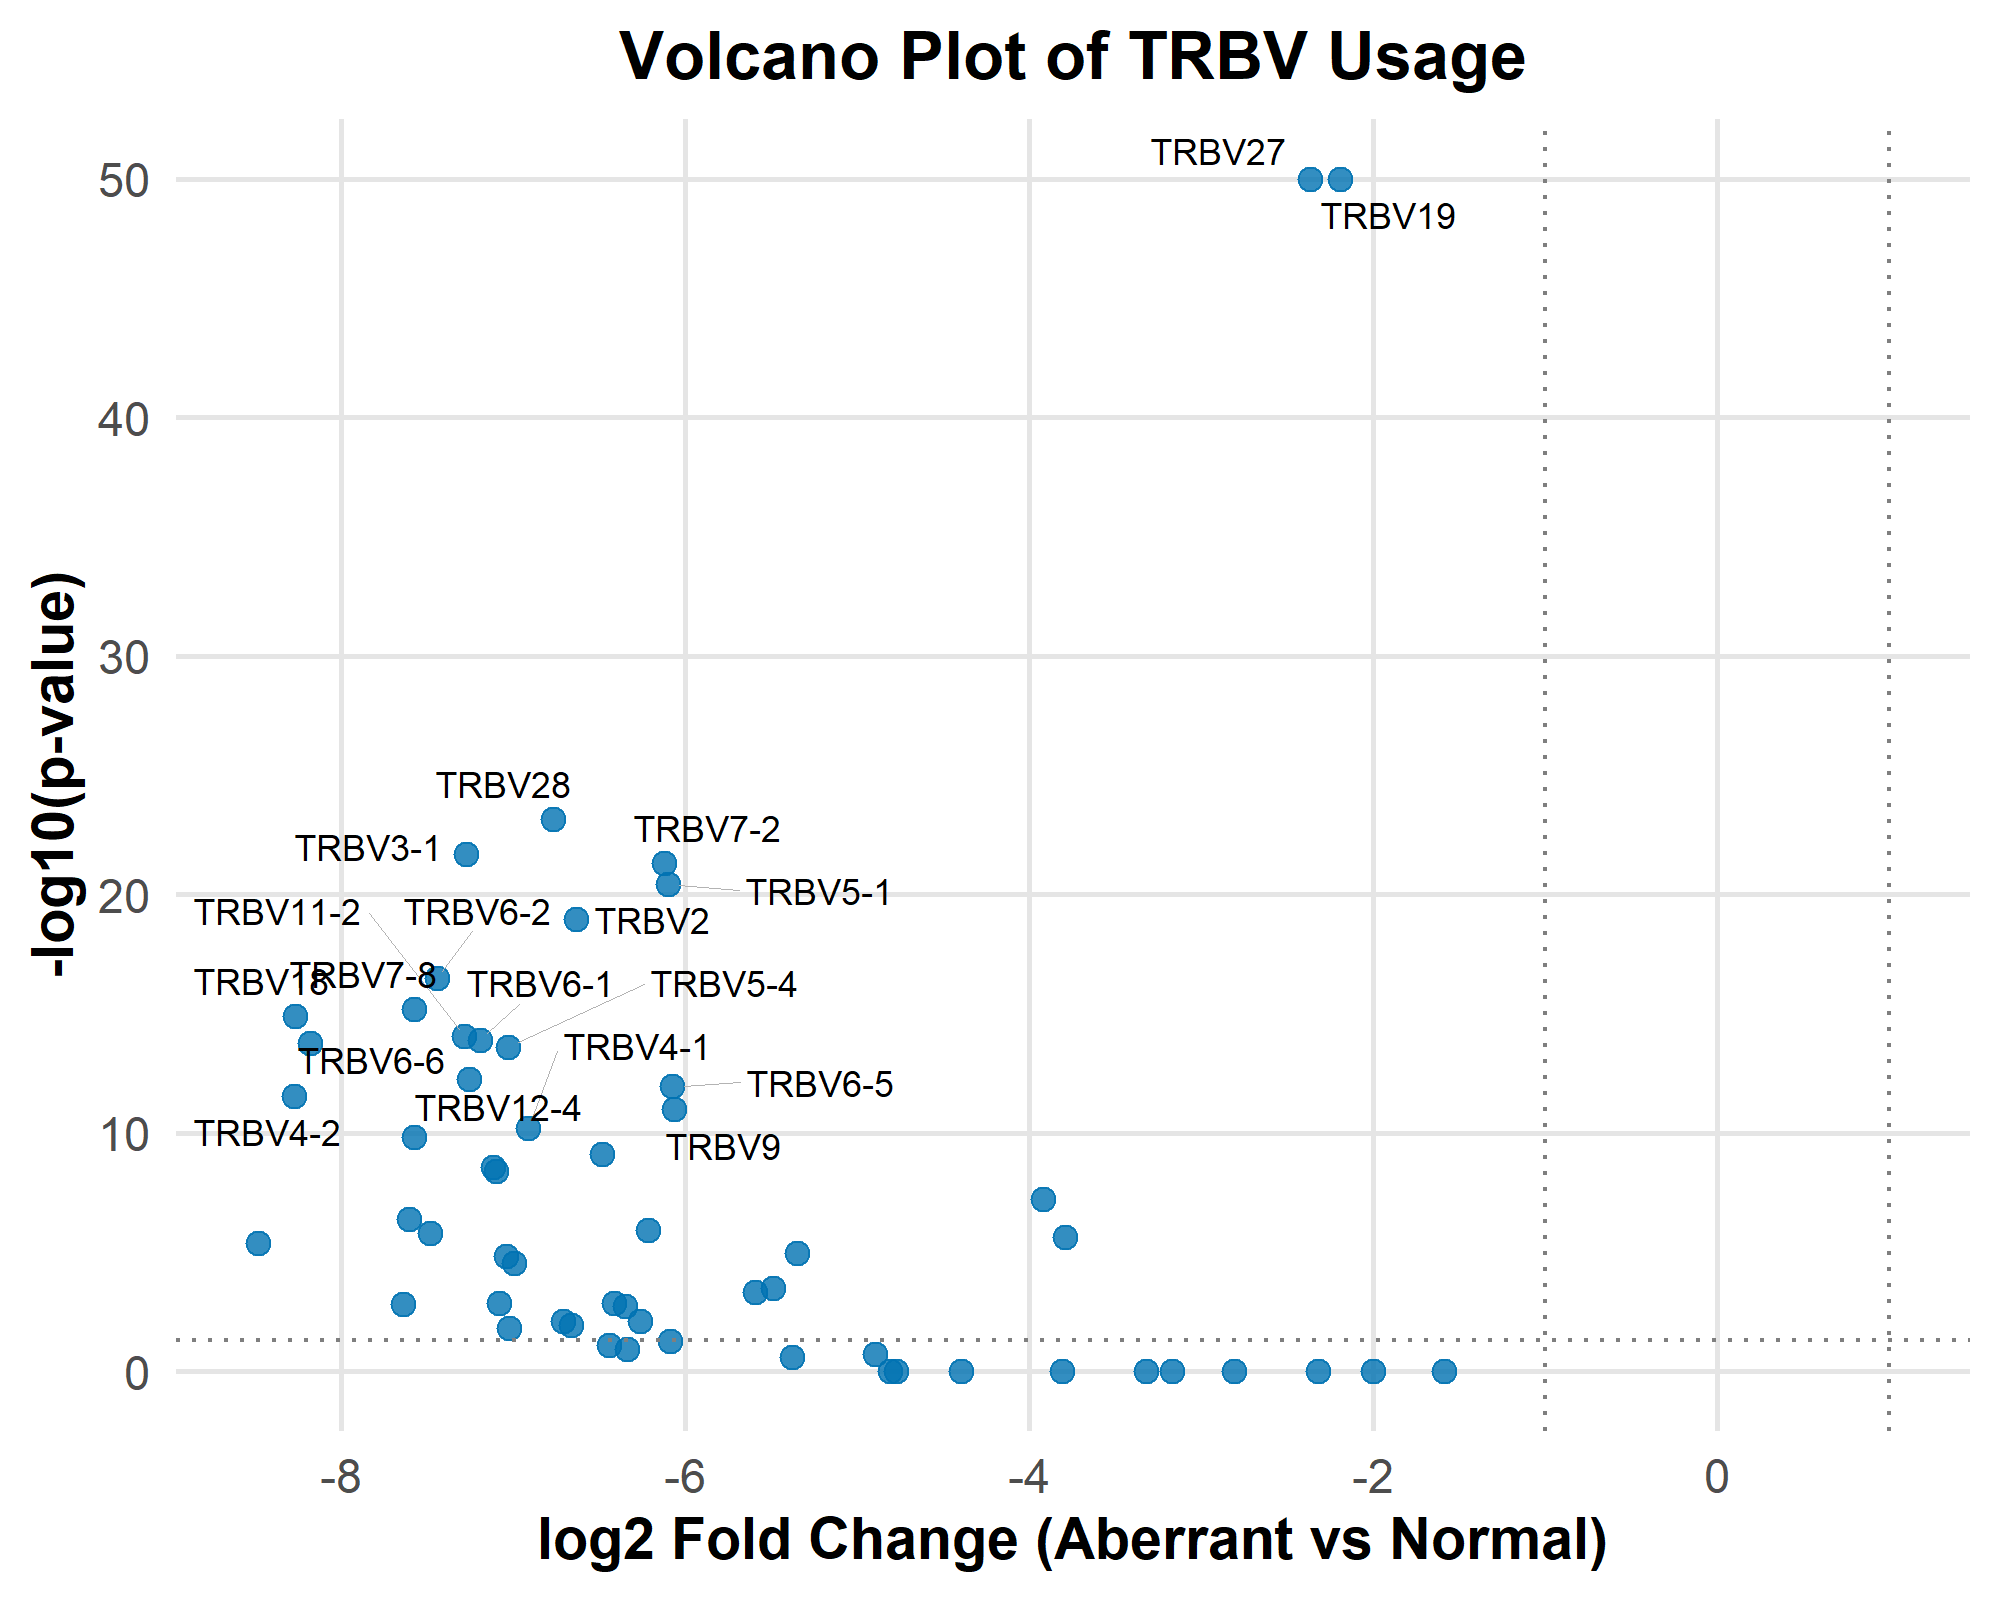 Volcano Plot of TRBV Usage
TRBV27
50
TRBV19
40
30
TRBV28
TRBV7-2
TRBV3-1
TRBV5-1
20
TRBV11-2
TRBV6-2
TRBV2
TRBV18
TRBV7-8
TRBV6-1
TRBV5-4
TRBV4-1
TRBV6-6
TRBV6-5
TRBV12-4
10
TRBV4-2
TRBV9
0
-log10(p-value)
-8
-6
-4
-2
0
log2 Fold Change (Aberrant vs Normal)